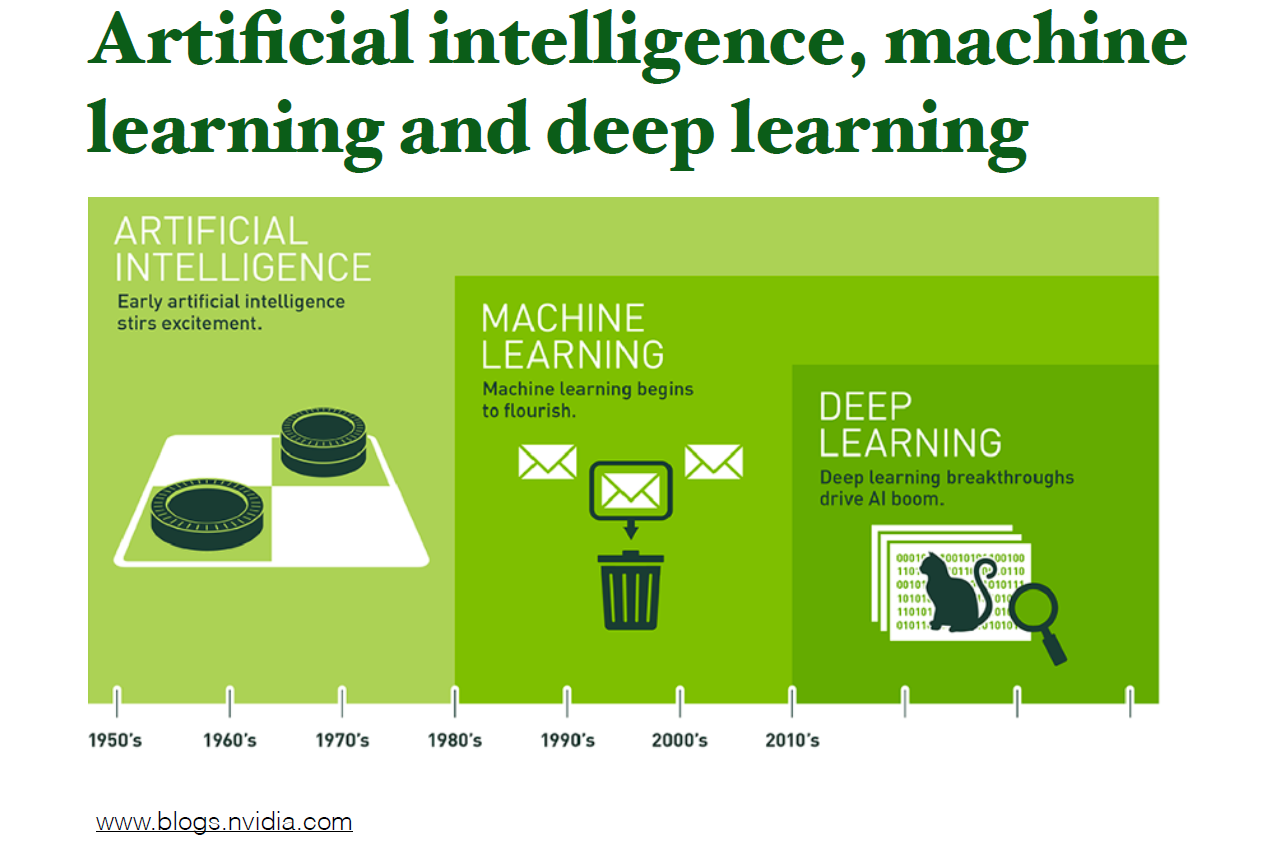 Artificial intelligence, machine
learning and deep learning
ARTIFICIAL
INTELLIGENCE
Early artificial intelligence
stirs excitement.
MACHINE
LEARNING
Machine learning begins
to flourish.
DEEP
LEARNING
Deep learning breakthroughs
drive AI boom.
1950's
1960's
1970's
1980's
1990's
2000's
2010's
www.blogs.nvidia.com